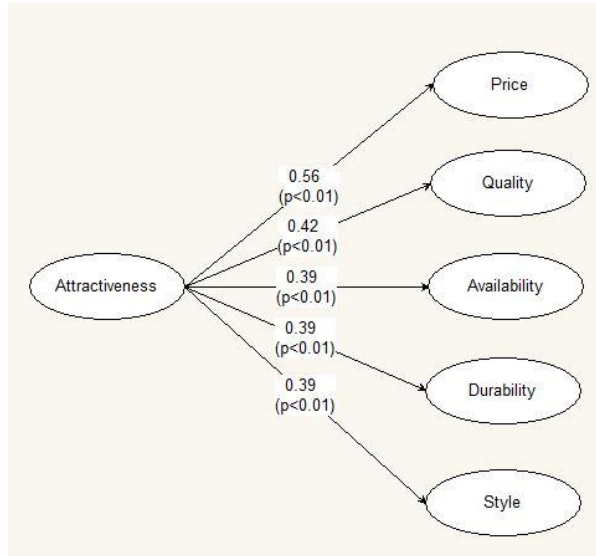 Price
0.56
(p<0.01)
Quality
0.42
(p<0.01)
Attractiveness
0.39
(p<0.01)
Availability
0.39
(p<0.01)
Durability
0.39
(p<0.01)
Style